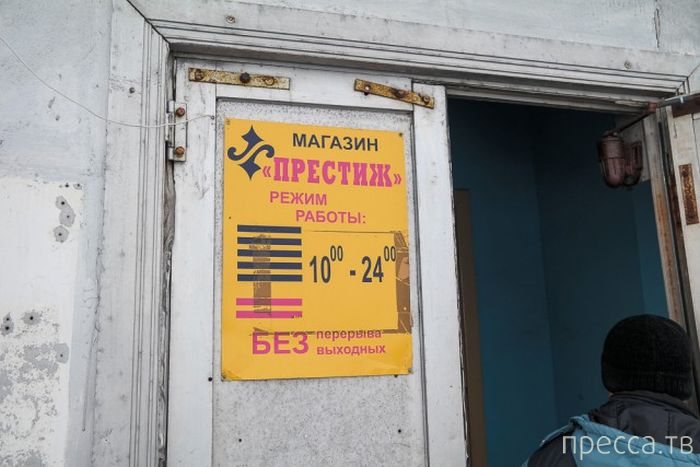 МАГАЗИН
«ПРЕСТИЖ»
РЕЖИМ
РАБОТЫ:
10⁰⁰ - 24⁰⁰
БЕЗ перерыва
выходных
пресса.тв